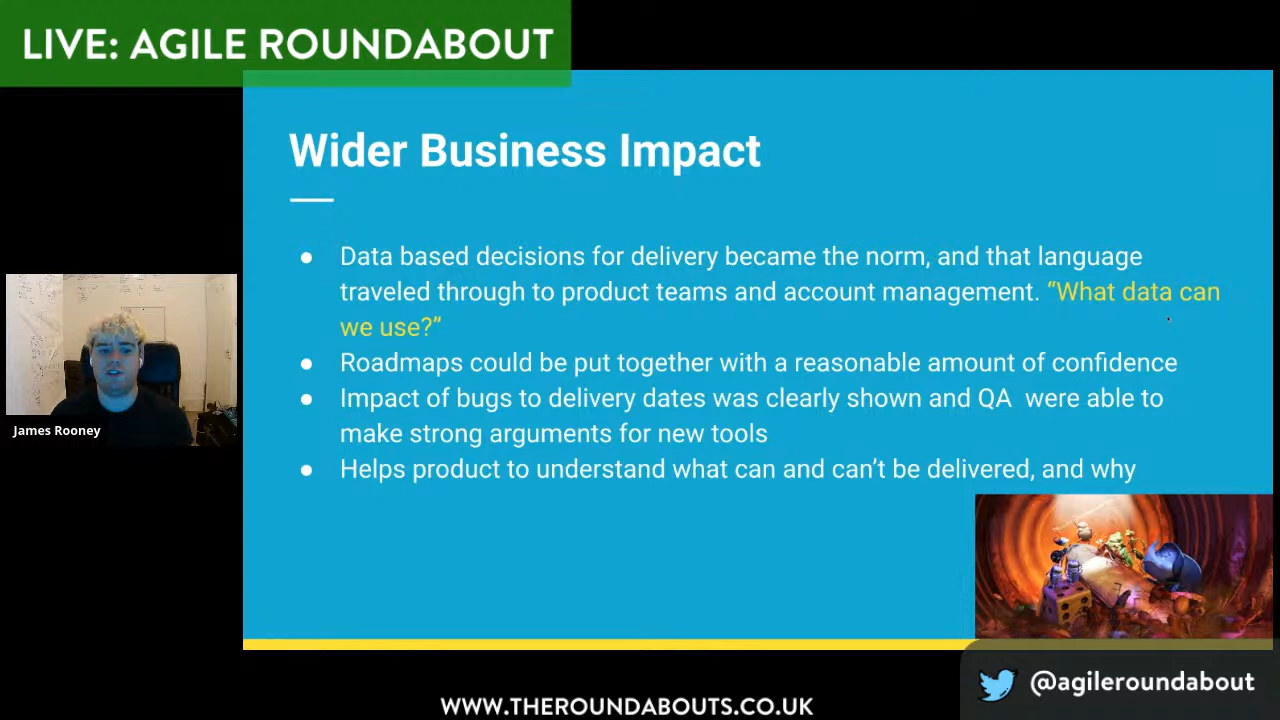 LIVE: AGILE ROUNDABOUT
Wider Business Impact
● Data based decisions for delivery became the norm, and that language
traveled through to product teams and account management. “What data can
we use?”
● Roadmaps could be put together with a reasonable amount of confidence
● Impact of bugs to delivery dates was clearly shown and QA were able to
make strong arguments for new tools
● Helps product to understand what can and can’t be delivered, and why
James Rooney
@agileroundabout
WWW.THEROUNDABOUTS.CO.UK